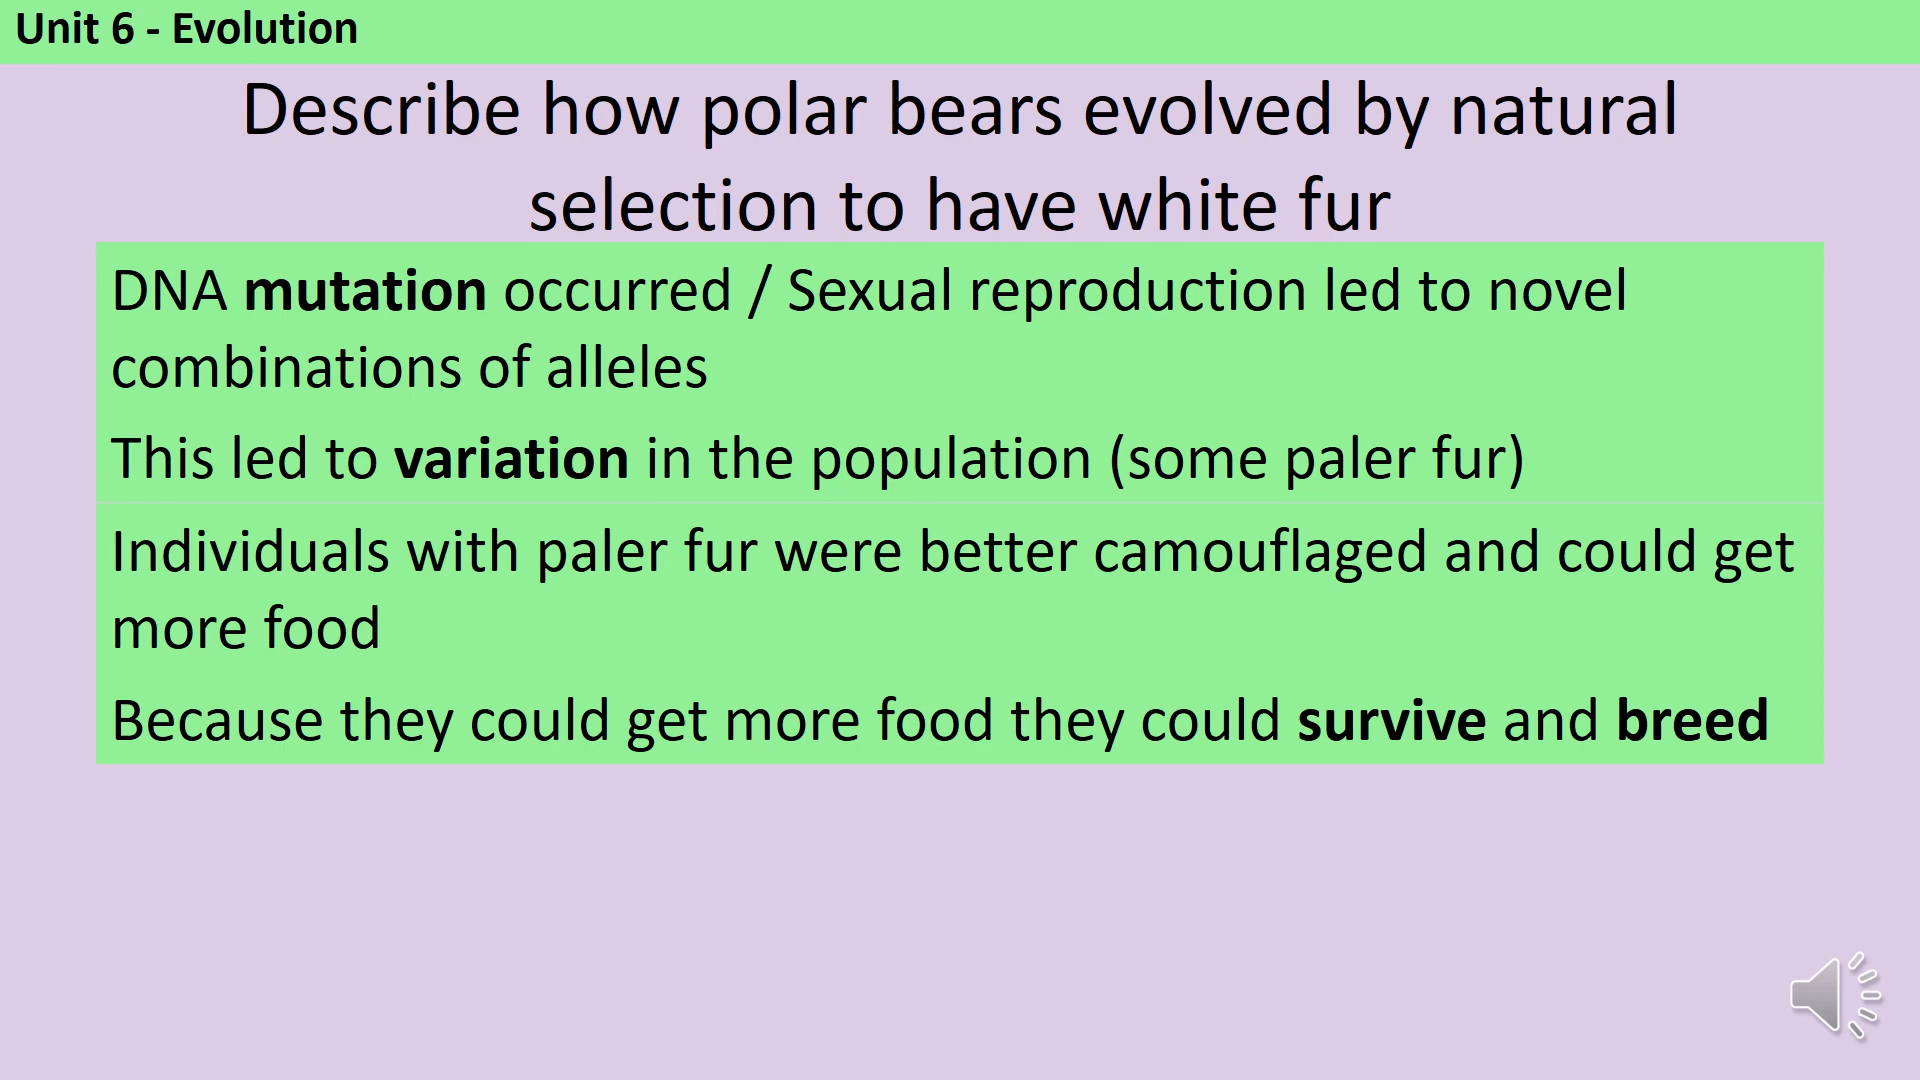 Unit 6 - Evolution
Describe how polar bears evolved by natural
selection to have white fur
DNA mutation occurred / Sexual reproduction led to novel
combinations of alleles
This led to variation in the population (some paler fur)
Individuals with paler fur were better camouflaged and could get
more food
Because they could get more food they could survive and breed